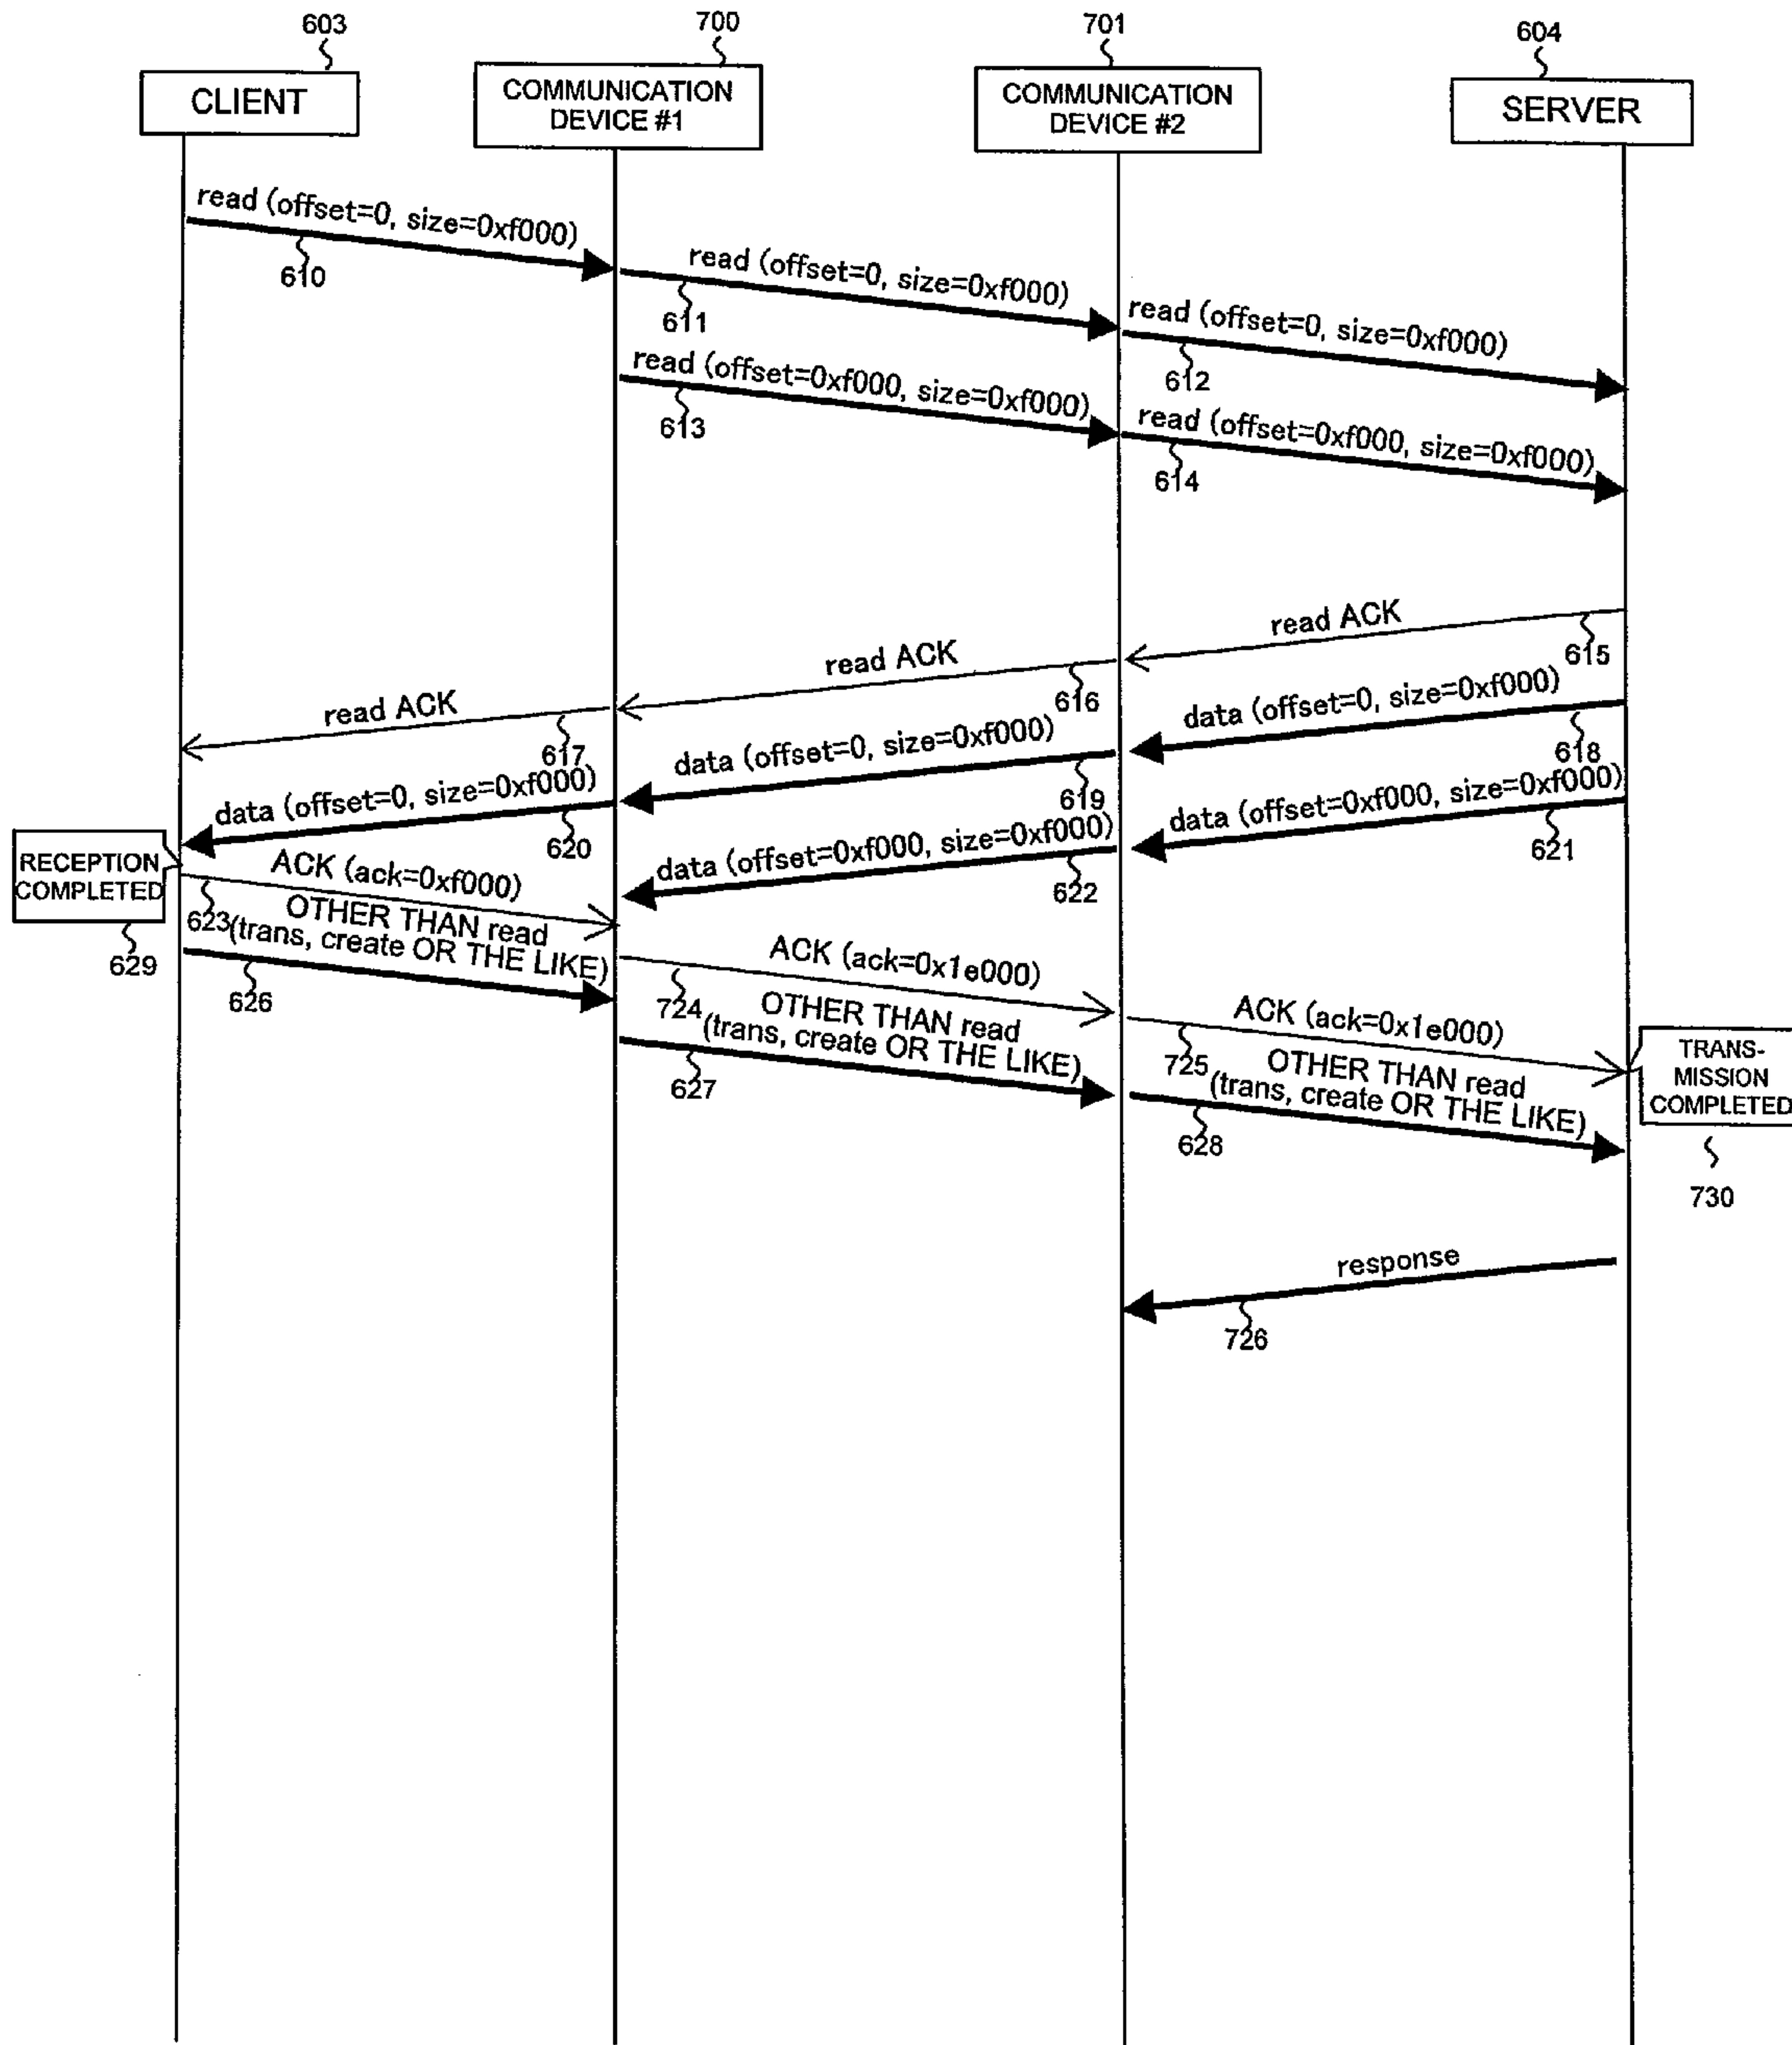 603
700
701
604
CLIENT
COMMUNICATION
DEVICE #1
COMMUNICATION
DEVICE #2
SERVER
read (offset=0, size=0xf000)
610
read (offset=0, size=0xf000)
611
read (offset=0, size=0xf000)
612
read (offset=0xf000, size=0xf000)
613
read (offset=0xf000, size=0xf000)
614
read ACK
615
read ACK
616
read ACK
617
data (offset=0, size=0xf000)
618
data (offset=0, size=0xf000)
619
data (offset=0, size=0xf000)
620
data (offset=0xf000, size=0xf000)
621
data (offset=0xf000, size=0xf000)
622
RECEPTION
COMPLETED
629
ACK (ack=0xf000)
623
OTHER THAN read
(trans, create OR THE LIKE)
626
ACK (ack=0x1e000)
724
OTHER THAN read
(trans, create OR THE LIKE)
627
ACK (ack=0x1e000)
725
OTHER THAN read
(trans, create OR THE LIKE)
628
TRANS-
MISSION
COMPLETED
730
response
726